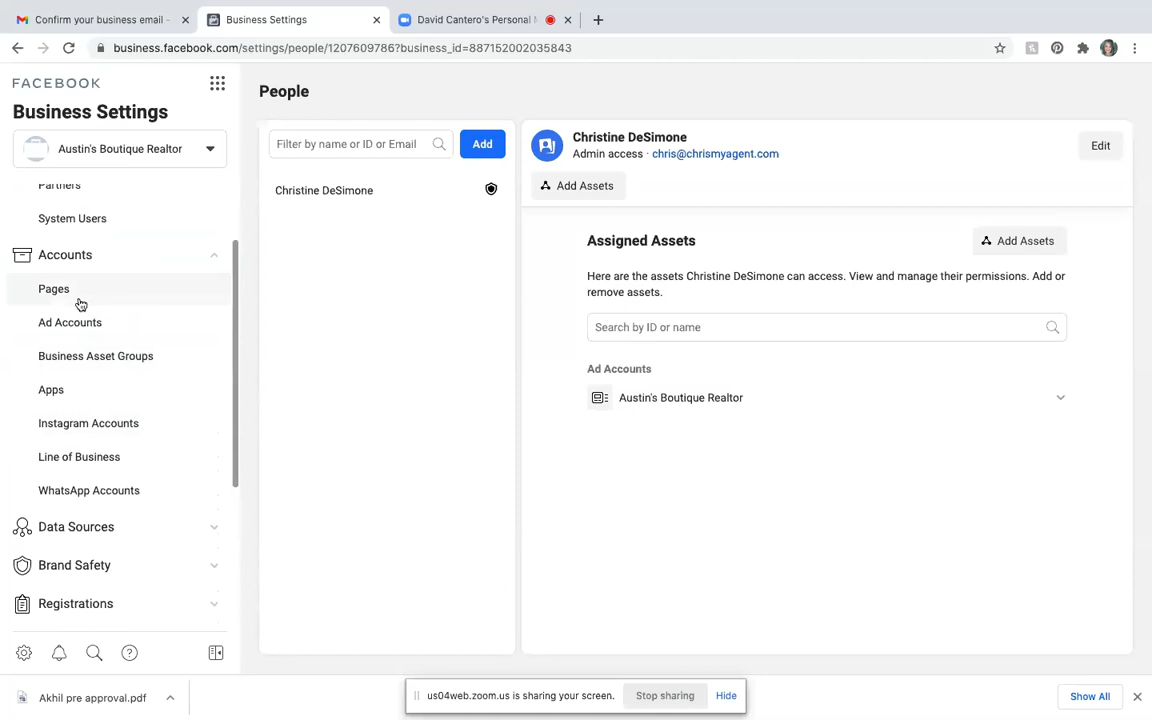 Confirm your business email -
Business Settings
David Cantero's Personal M
business.facebook.com/settings/people/1207609786?business_id=887152002035843
FACEBOOK
Business Settings
Austin's Boutique Realtor
Partners
System Users
Accounts
Pages
Ad Accounts
Business Asset Groups
Apps
Instagram Accounts
Line of Business
WhatsApp Accounts
Data Sources
Brand Safety
Registrations
People
Filter by name or ID or Email
Add
Christine DeSimone
Christine DeSimone
Admin access · chris@chrismyagent.com
Edit
Add Assets
Assigned Assets
Add Assets
Here are the assets Christine DeSimone can access. View and manage their permissions. Add or
remove assets.
Search by ID or name
Ad Accounts
Austin's Boutique Realtor
Akhil pre approval.pdf
us04web.zoom.us is sharing your screen.
Stop sharing
Hide
Show All